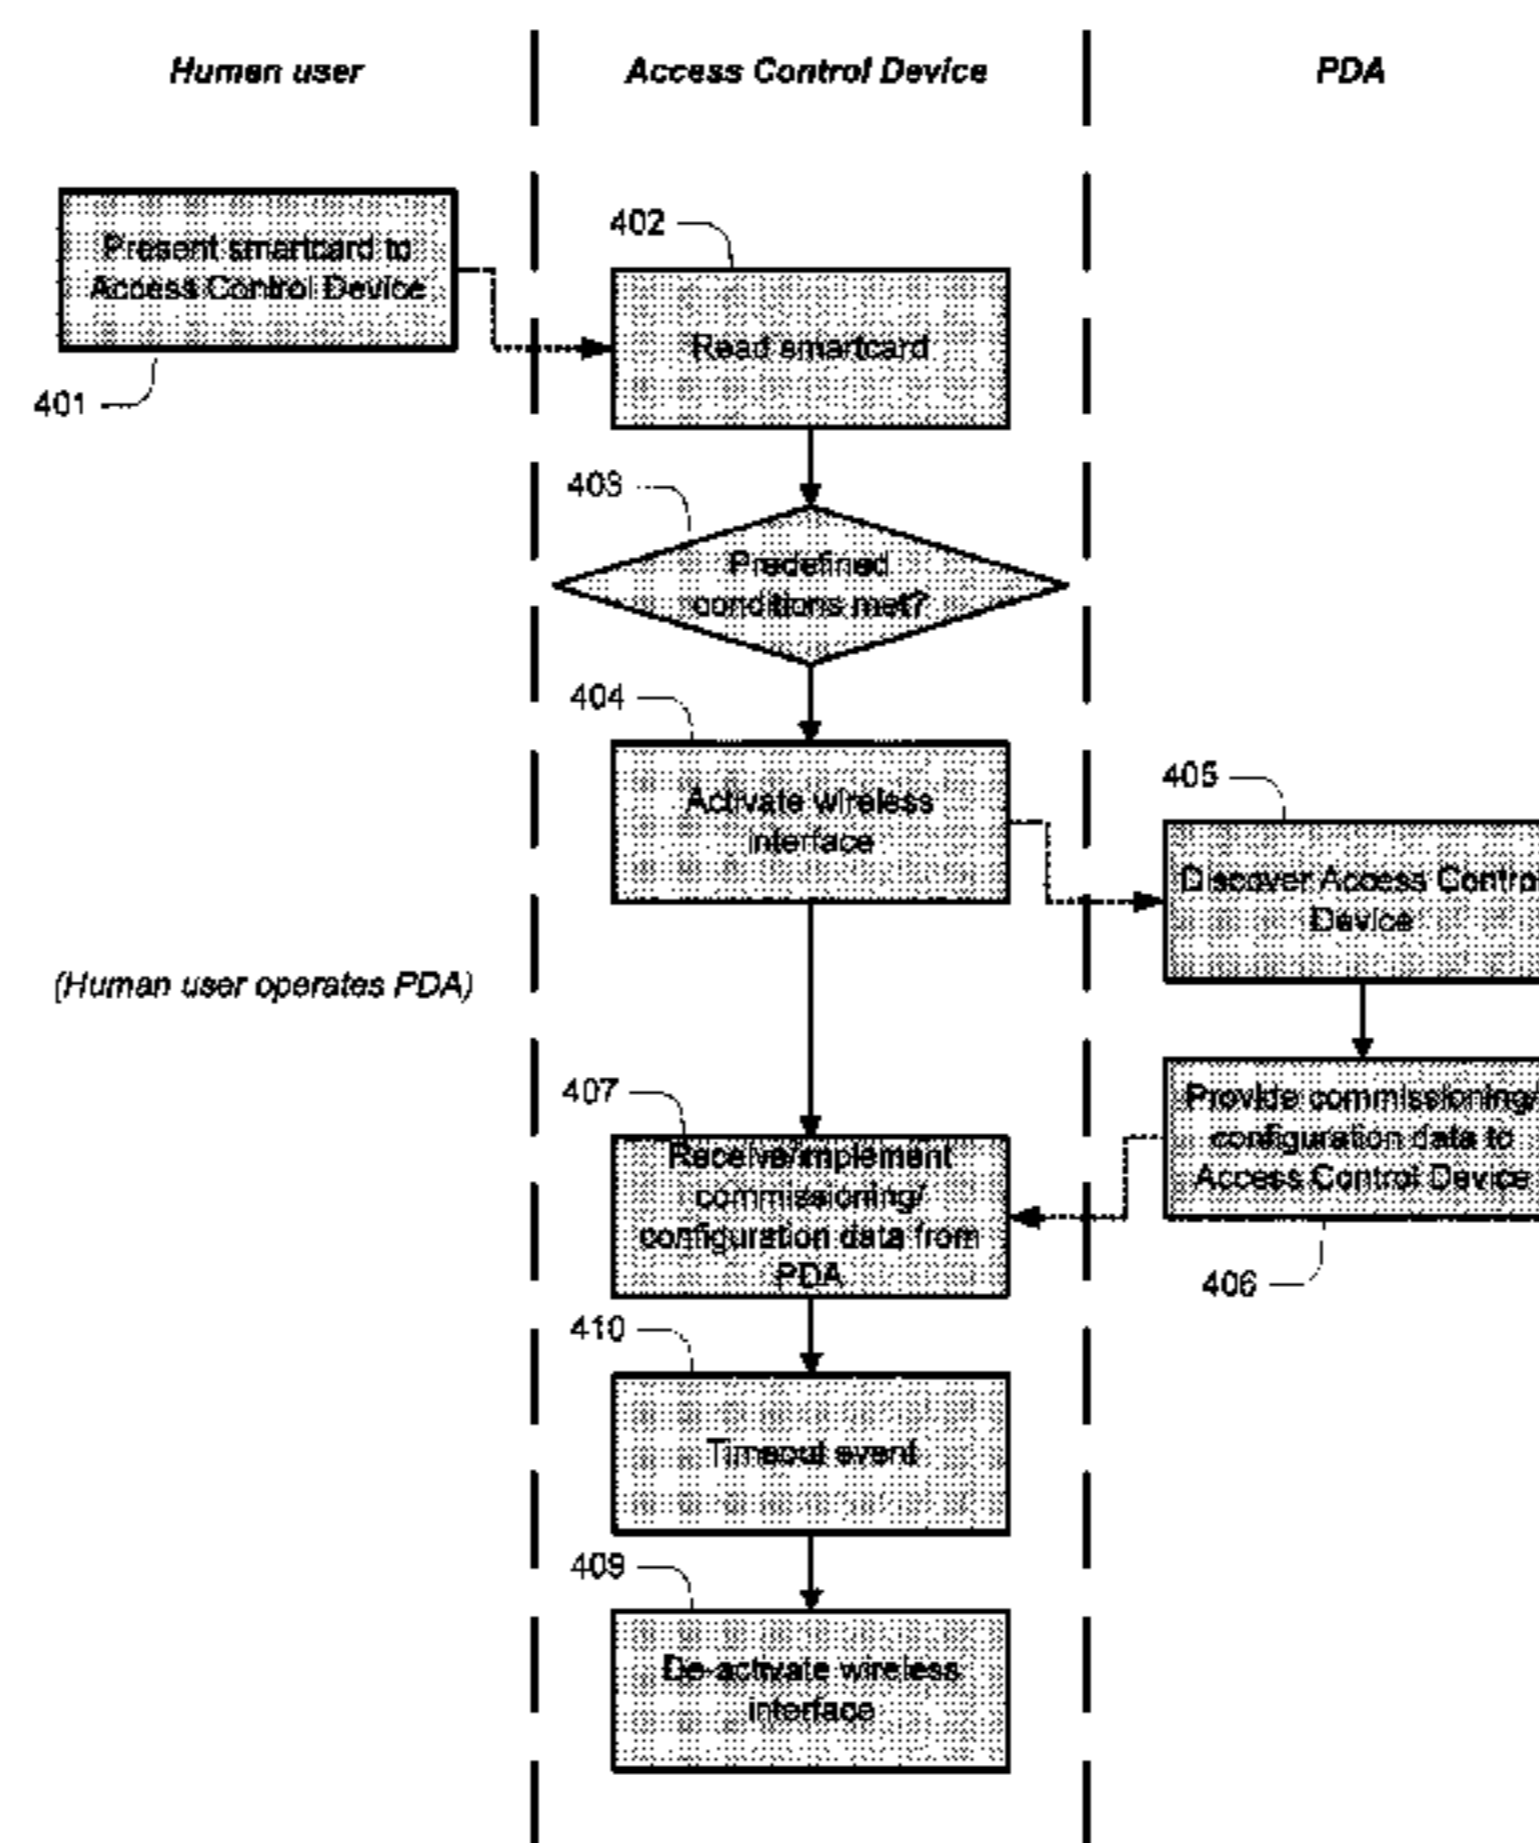 Human user
Access Control Device
PDA
Present smartcard to
Access Control Device
401
402
Read smartcard
403
Predefined
conditions met?
404
Activate wireless
interface
405
Discover Access Control
Device
(Human user operates PDA)
Provide commissioning/
configuration data to
Access Control Device
406
407
Receive/implement
commissioning/
configuration data from
PDA
410
Timeout event
409
De-activate wireless
interface